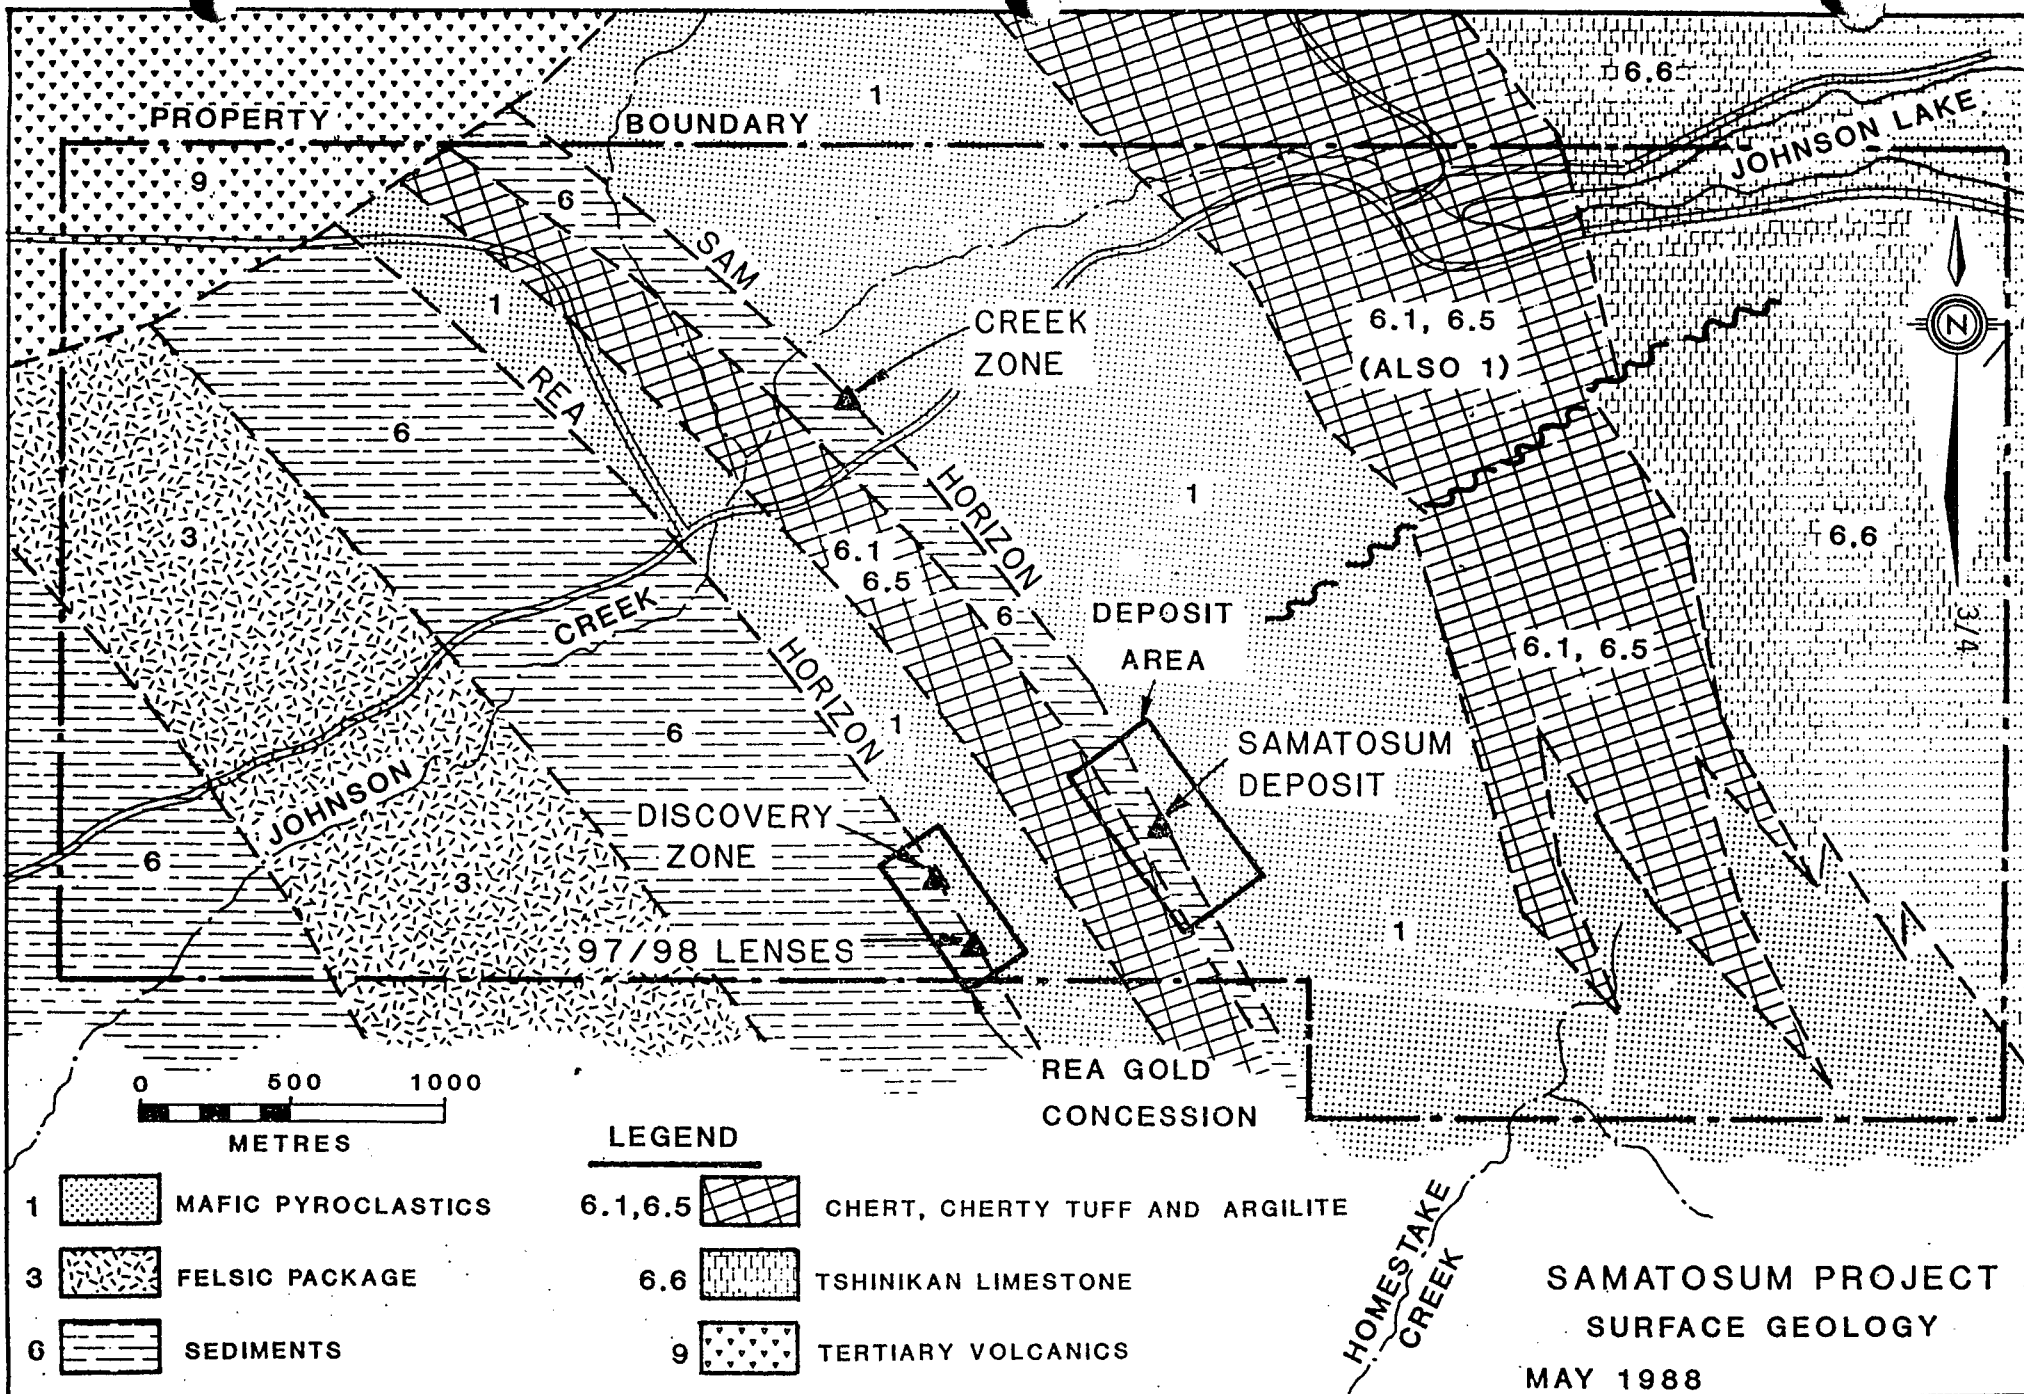 PROPERTY BOUNDARY
1
6.6
JOHNSON LAKE
9
6
SAM
N
1
CREEK
ZONE
6.1, 6.5
(ALSO 1)
REA
6
HORIZON
1
3
6.1
6.5
6.6
CREEK
6
DEPOSIT
AREA
3/4
HORIZON
6.1, 6.5
1
6
SAMATOSUM
DEPOSIT
JOHNSON
DISCOVERY
ZONE
6
3
1
97/98 LENSES
REA GOLD
CONCESSION
0 500 1000
METRES
LEGEND
1 MAFIC PYROCLASTICS
3 FELSIC PACKAGE
6 SEDIMENTS
6.1,6.5 CHERT, CHERTY TUFF AND ARGILITE
6.6 TSHINIKAN LIMESTONE
9 TERTIARY VOLCANICS
HOMESTAKE
CREEK
SAMATOSUM PROJECT
SURFACE GEOLOGY
MAY 1988